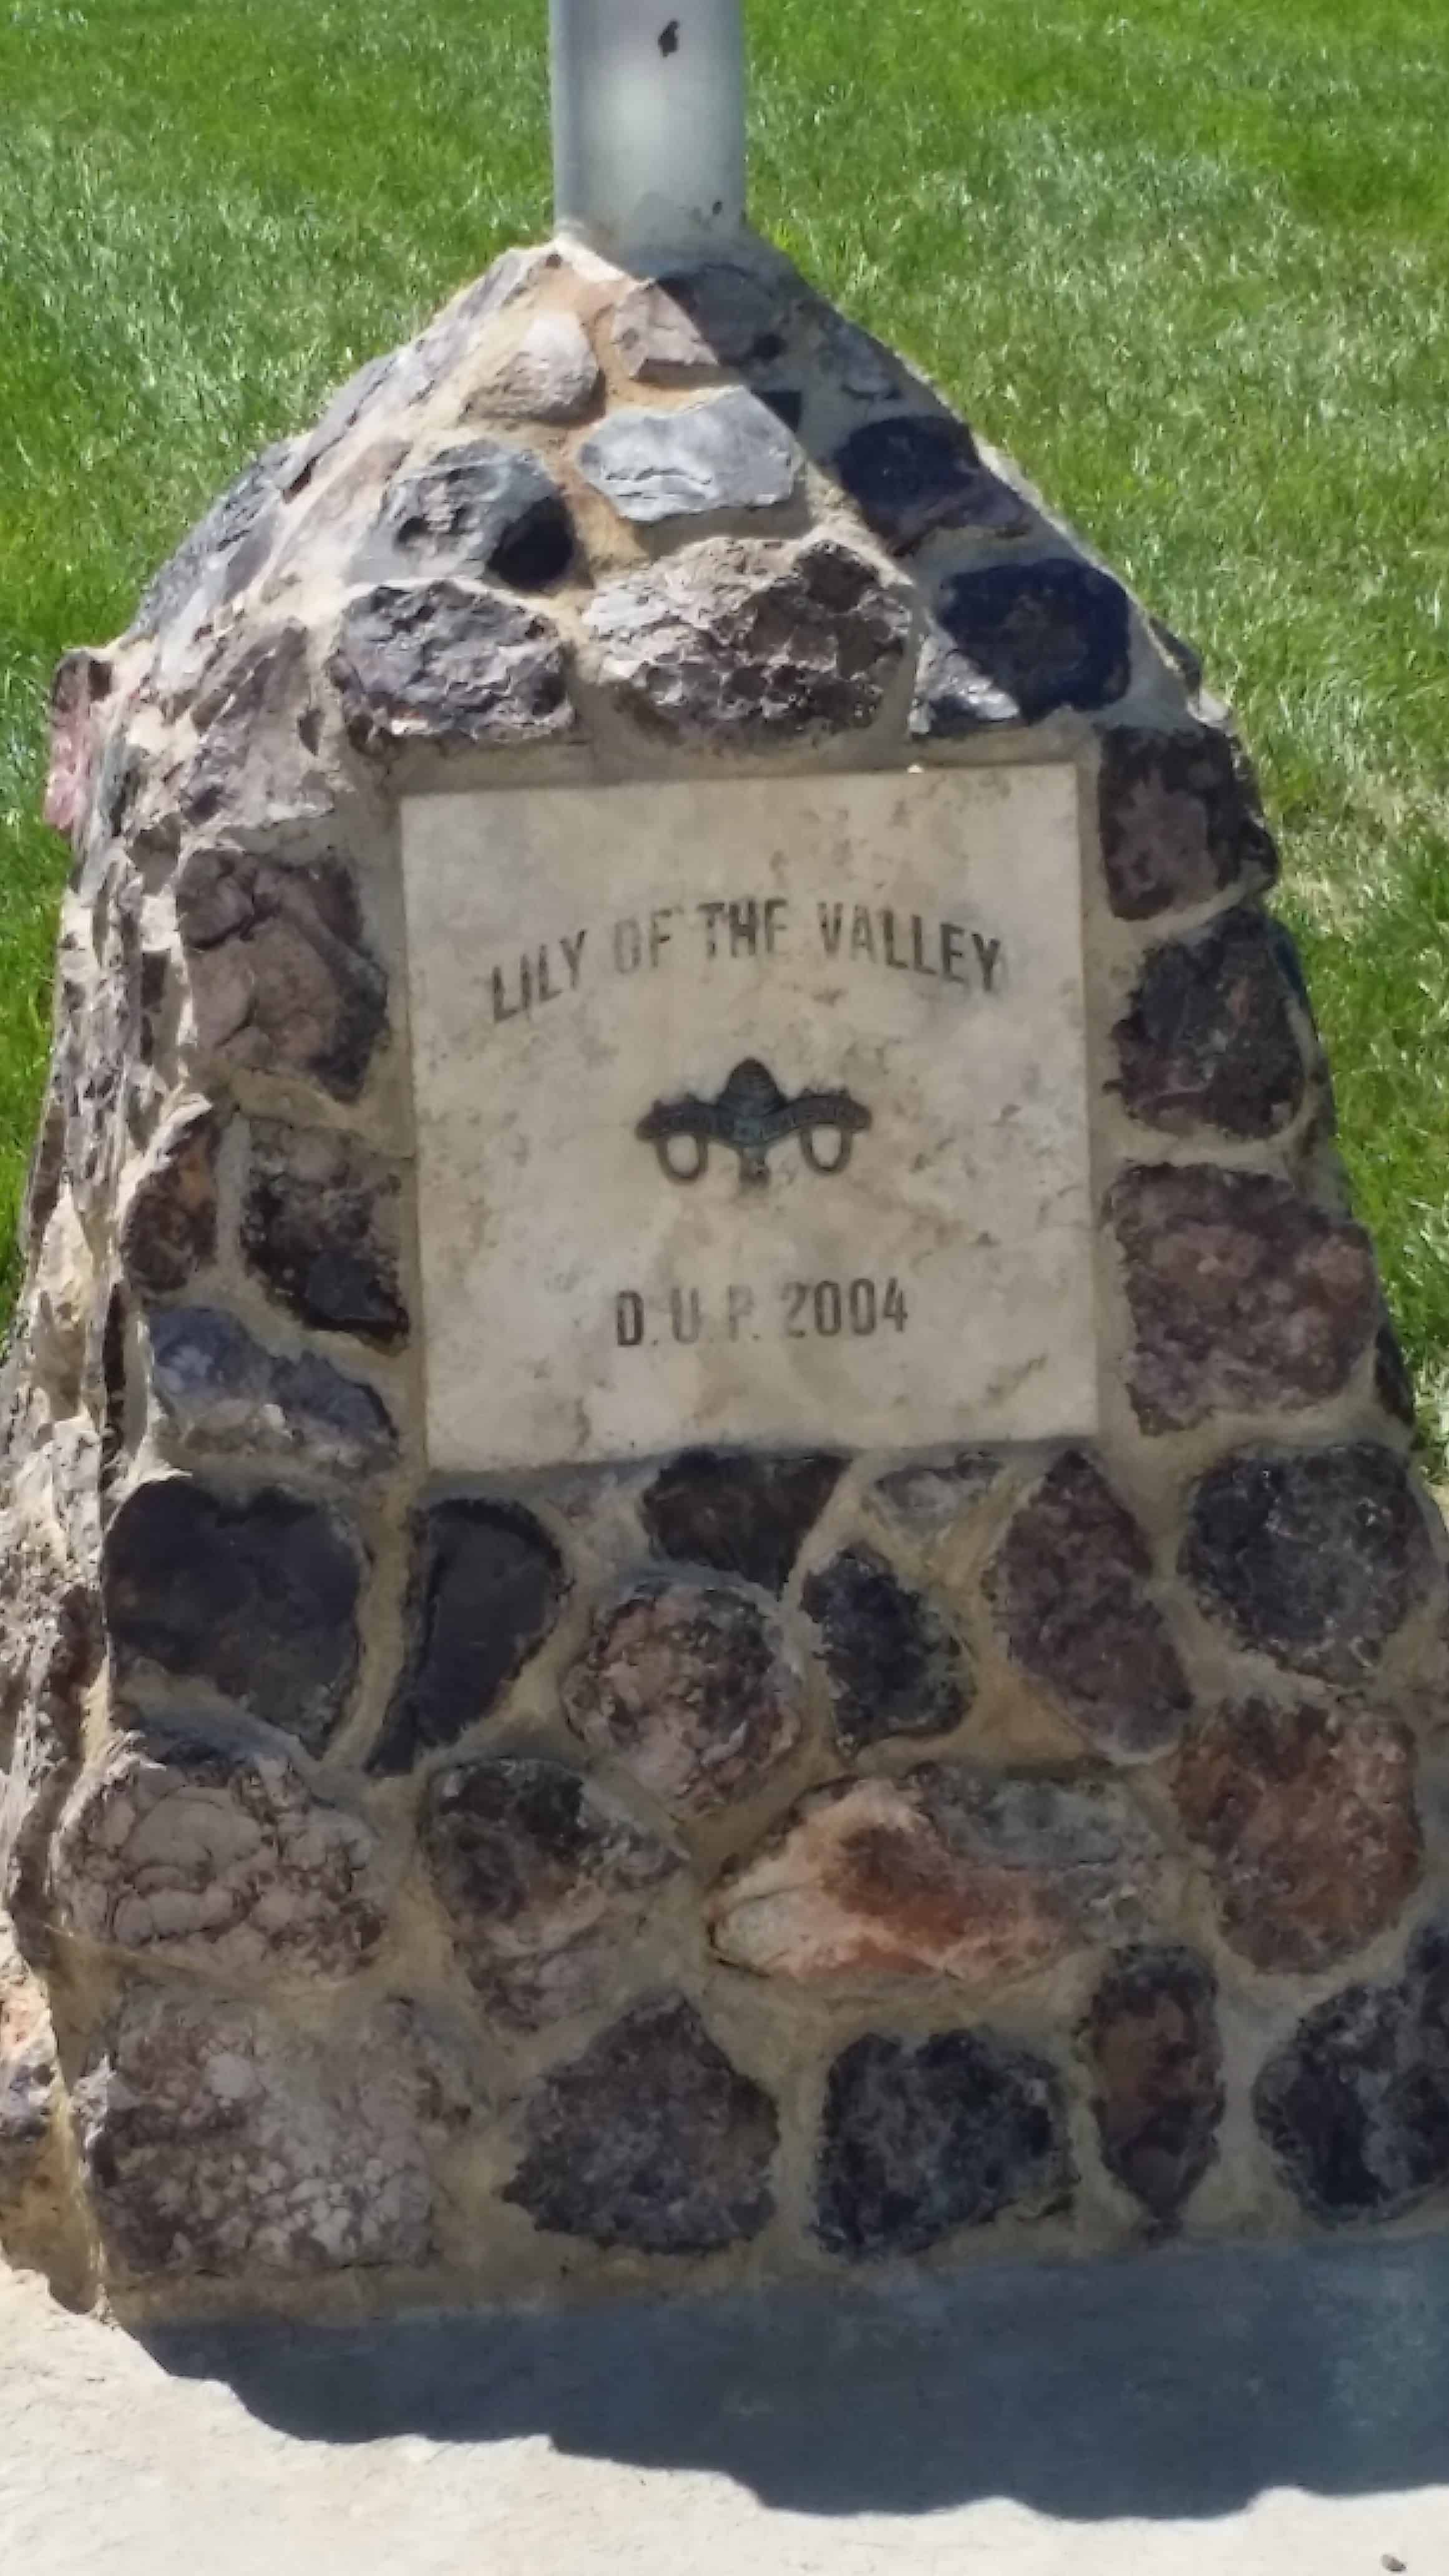 LILY OF THE VALLEY
D.U.P. 2004